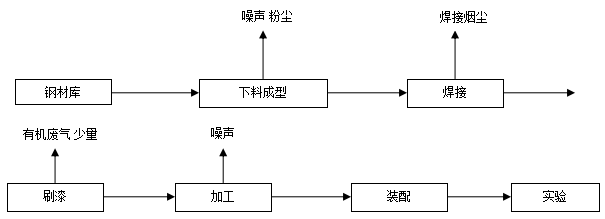 噪声 粉尘
焊接烟尘
钢材库
下料成型
焊接
有机废气 少量
噪声
刷漆
加工
装配
实验